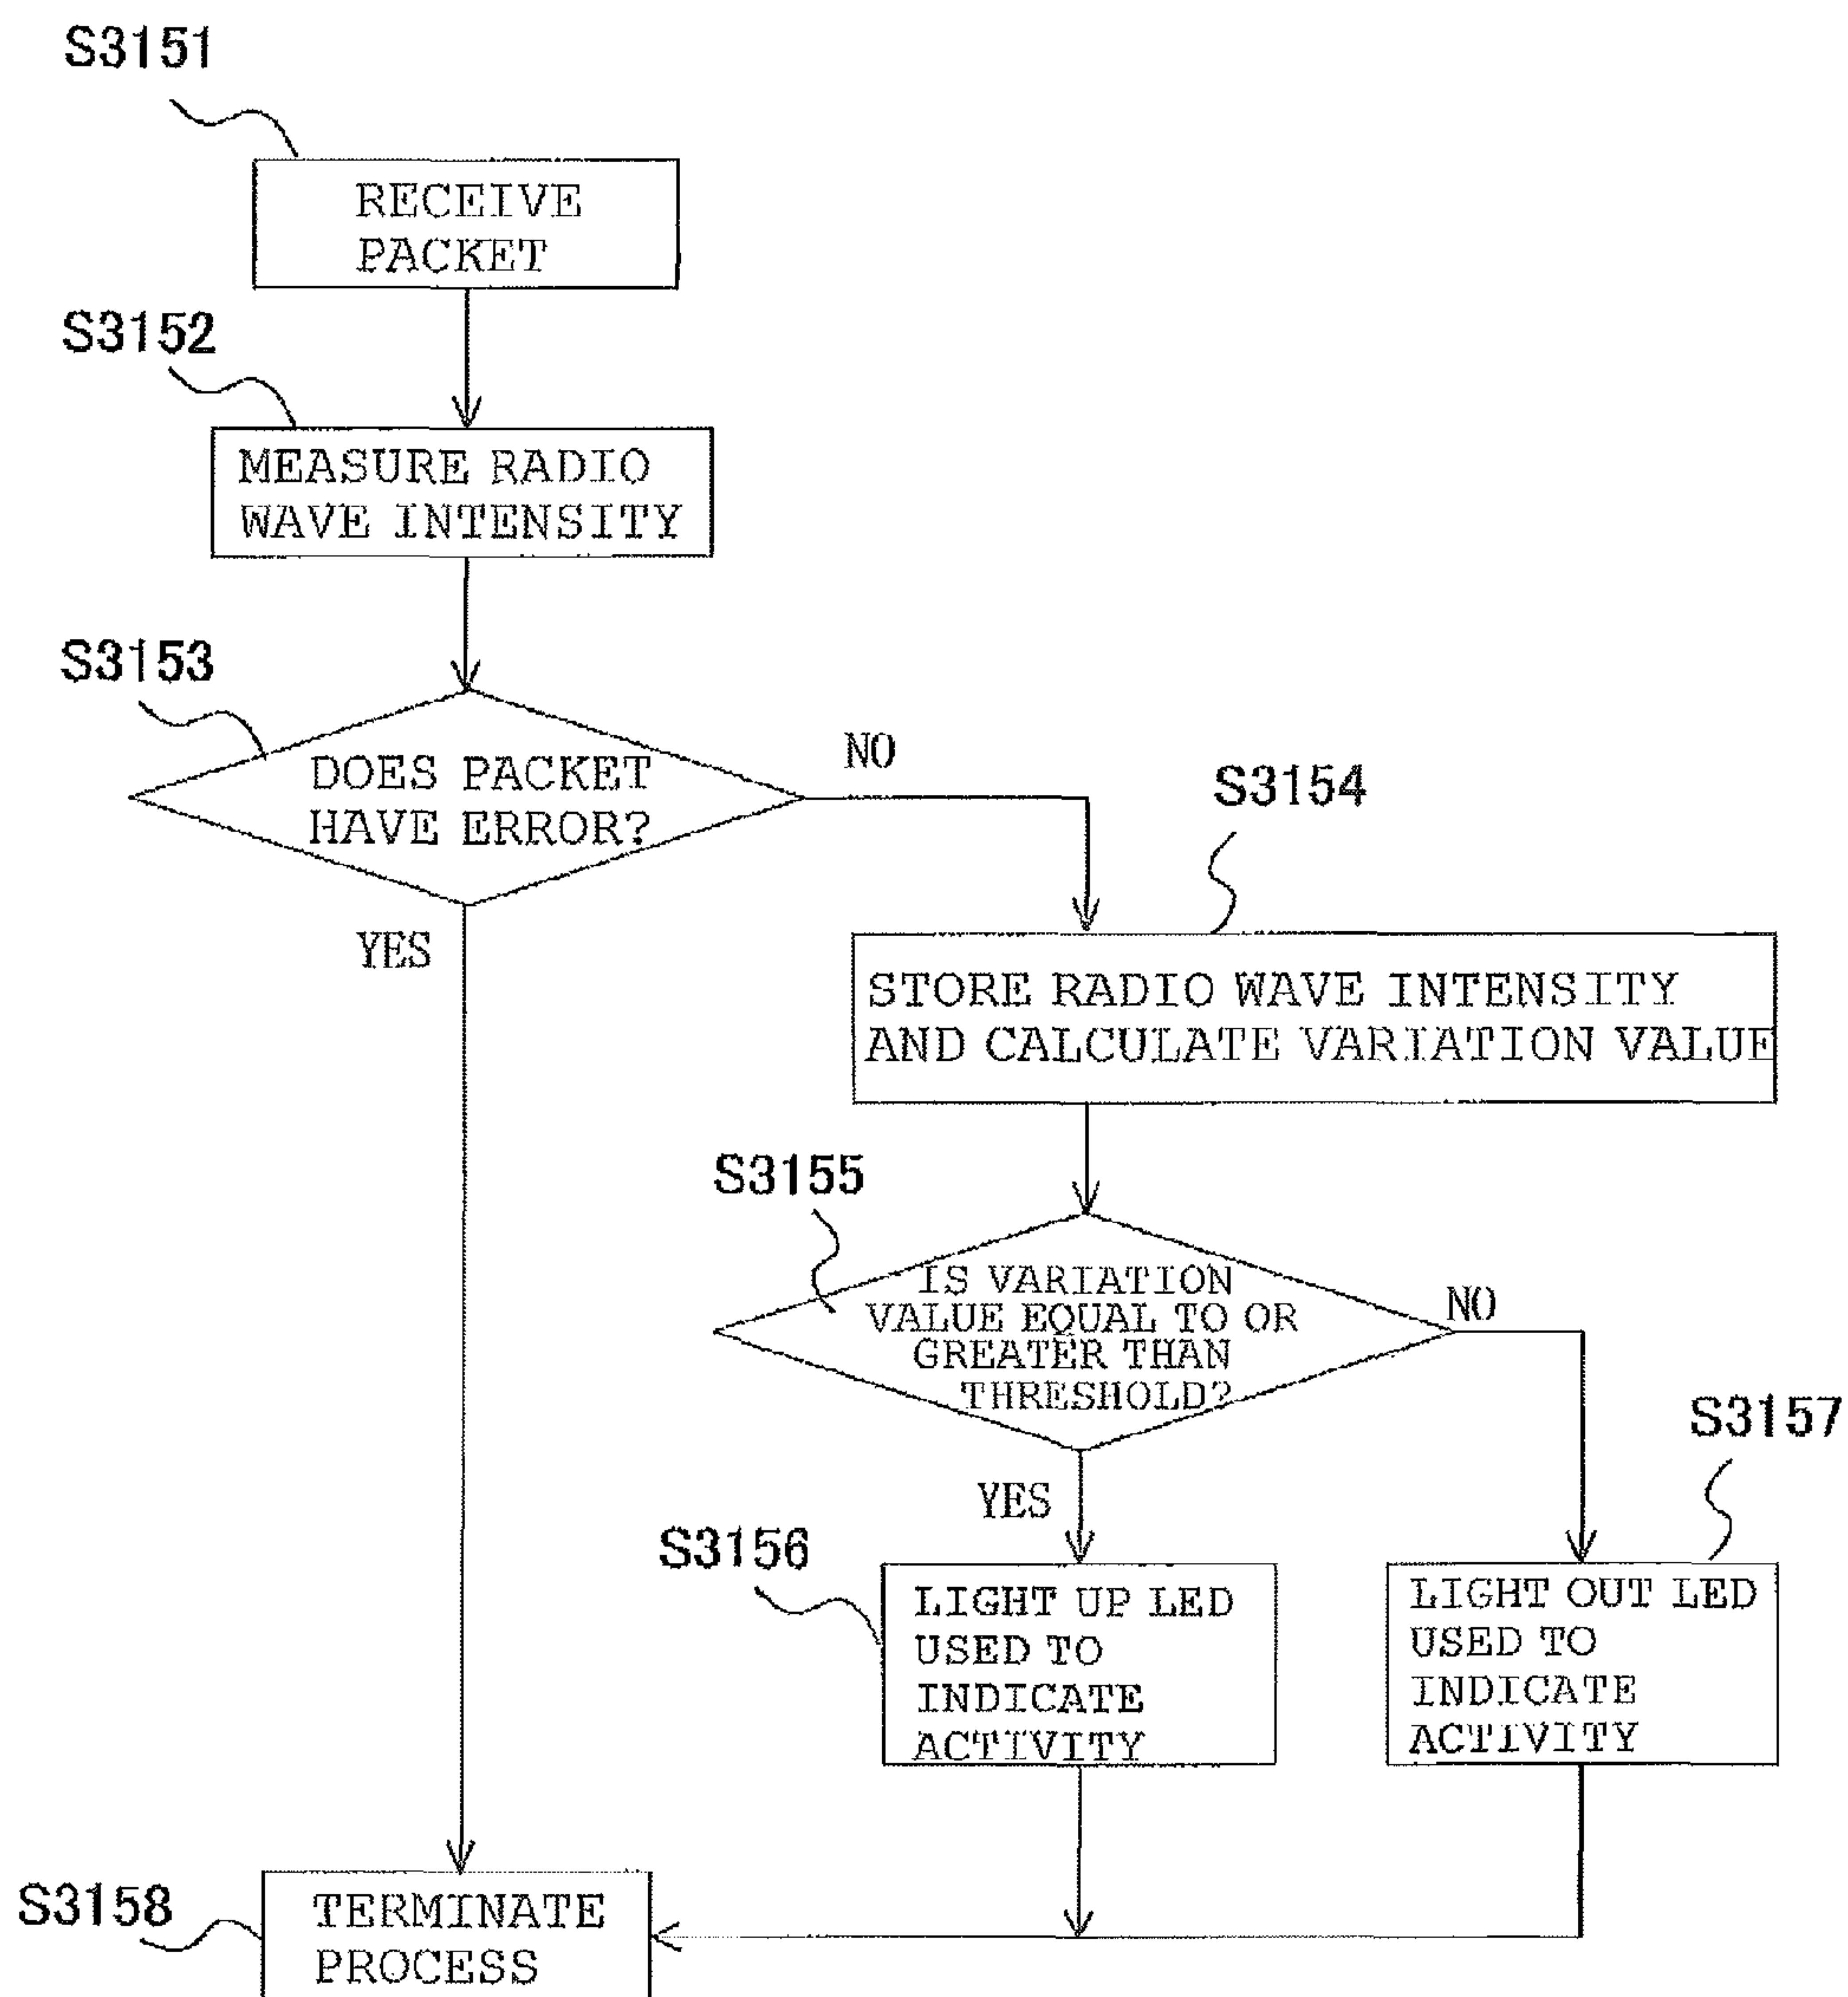 S3151
RECEIVE
PACKET
S3152
MEASURE RADIO
WAVE INTENSITY
S3153
DOES PACKET
HAVE ERROR?
NO
YES
S3154
STORE RADIO WAVE INTENSITY
AND CALCULATE VARIATION VALUE
S3155
IS VARIATION
VALUE EQUAL TO OR
GREATER THAN
THRESHOLD?
NO
YES
S3156
LIGHT UP LED
USED TO
INDICATE
ACTIVITY
S3157
LIGHT OUT LED
USED TO
INDICATE
ACTIVITY
S3158
TERMINATE
PROCESS